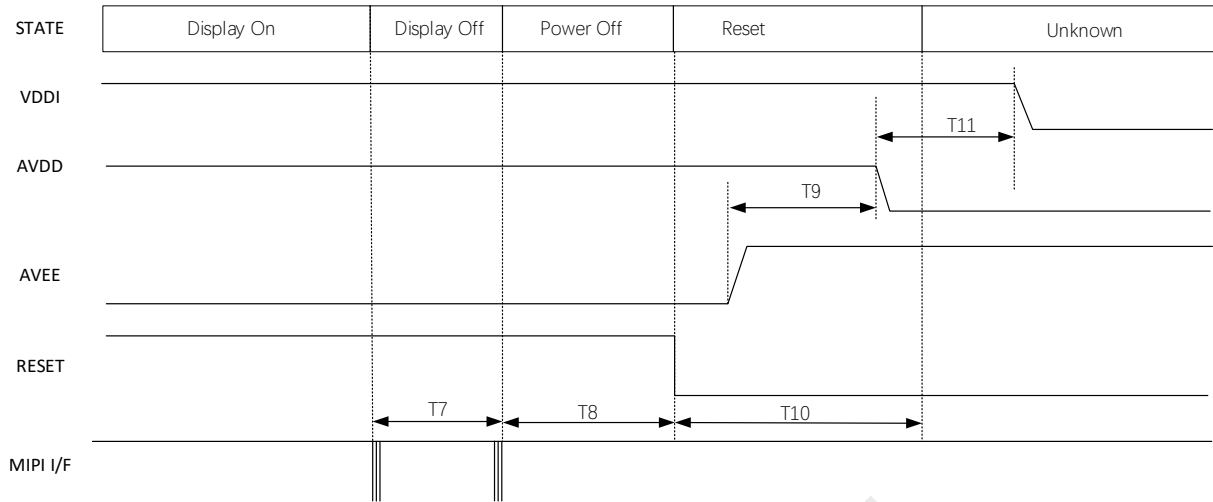 STATE Display On Display Off Power Off Reset Unknown
VDDI
T11
AVDD
T9
AVEE
RESET
T7 T8 T10
MIPI I/F